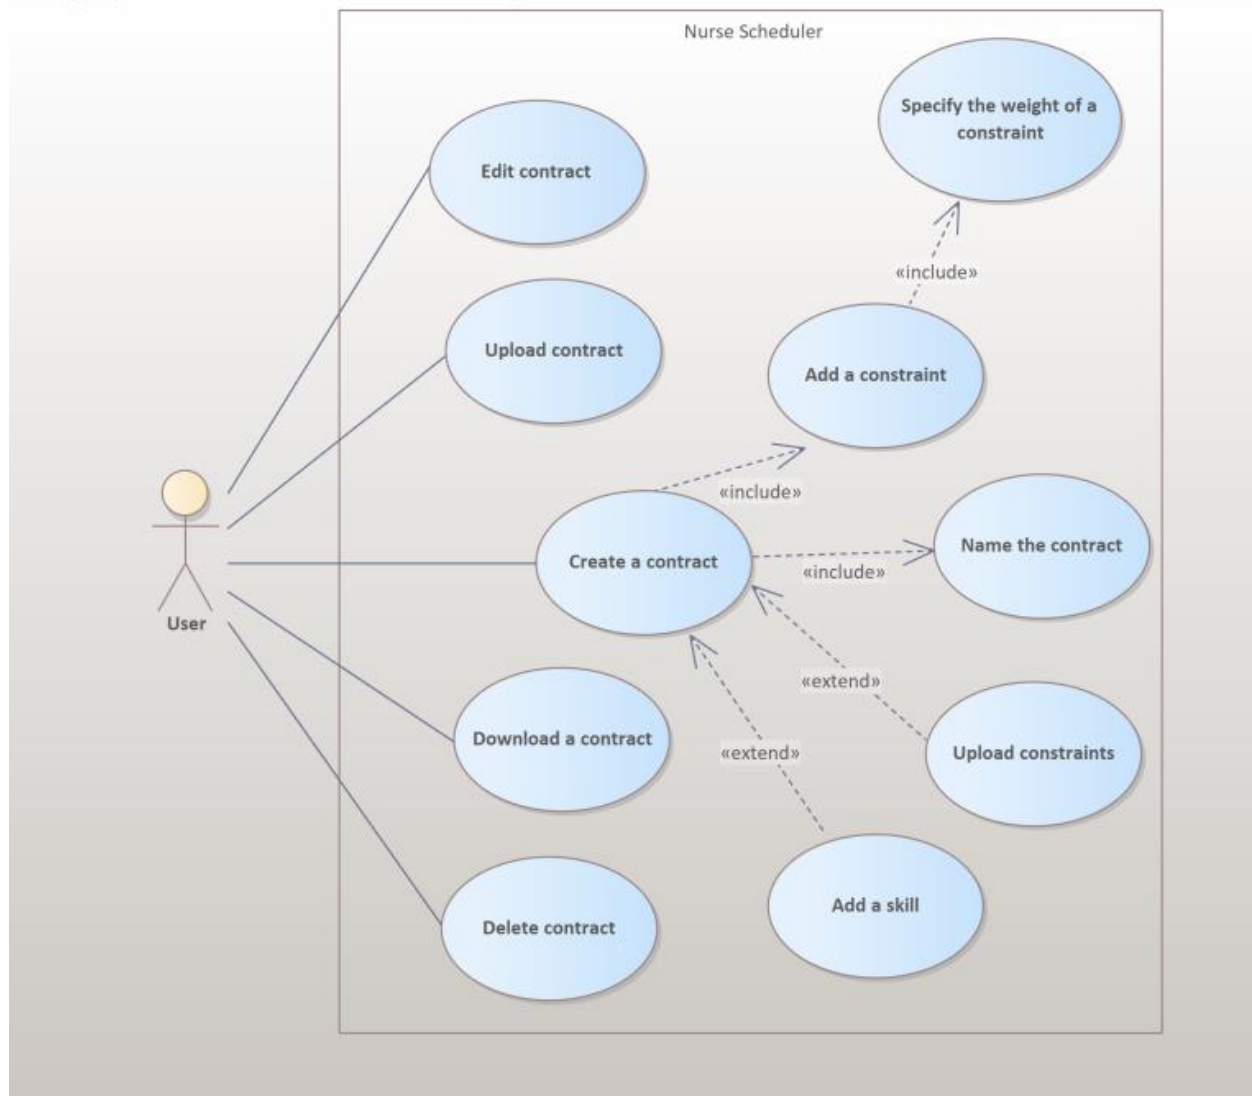 Nurse Scheduler
Specify the weight of a
constraint
Edit contract
«include»
Upload contract
Add a constraint
«include»
Name the contract
Create a contract
«include»
User
«extend»
Download a contract
«extend»
Upload constraints
Add a skill
Delete contract